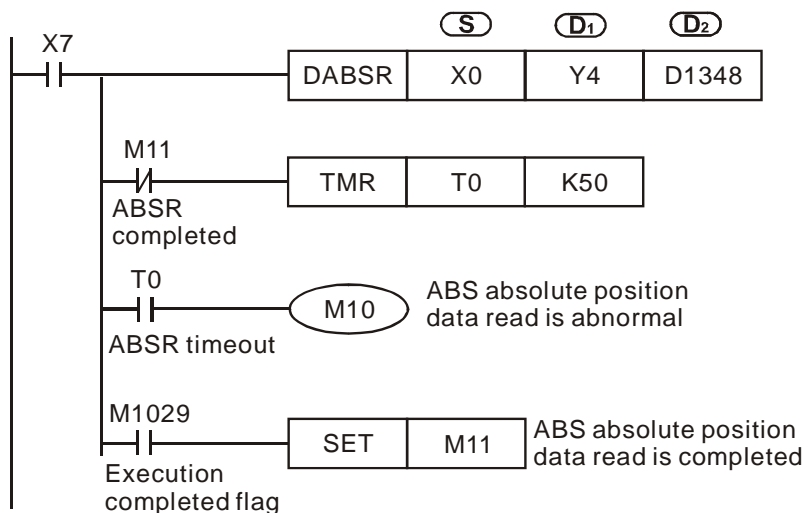 S D1 D2
X7
DABSR X0 Y4 D1348
M11
TMR T0 K50
ABSR
completed
T0
M10
ABS absolute position
data read is abnormal
ABSR timeout
M1029
SET M11
ABS absolute position
data read is completed
Execution
completed flag